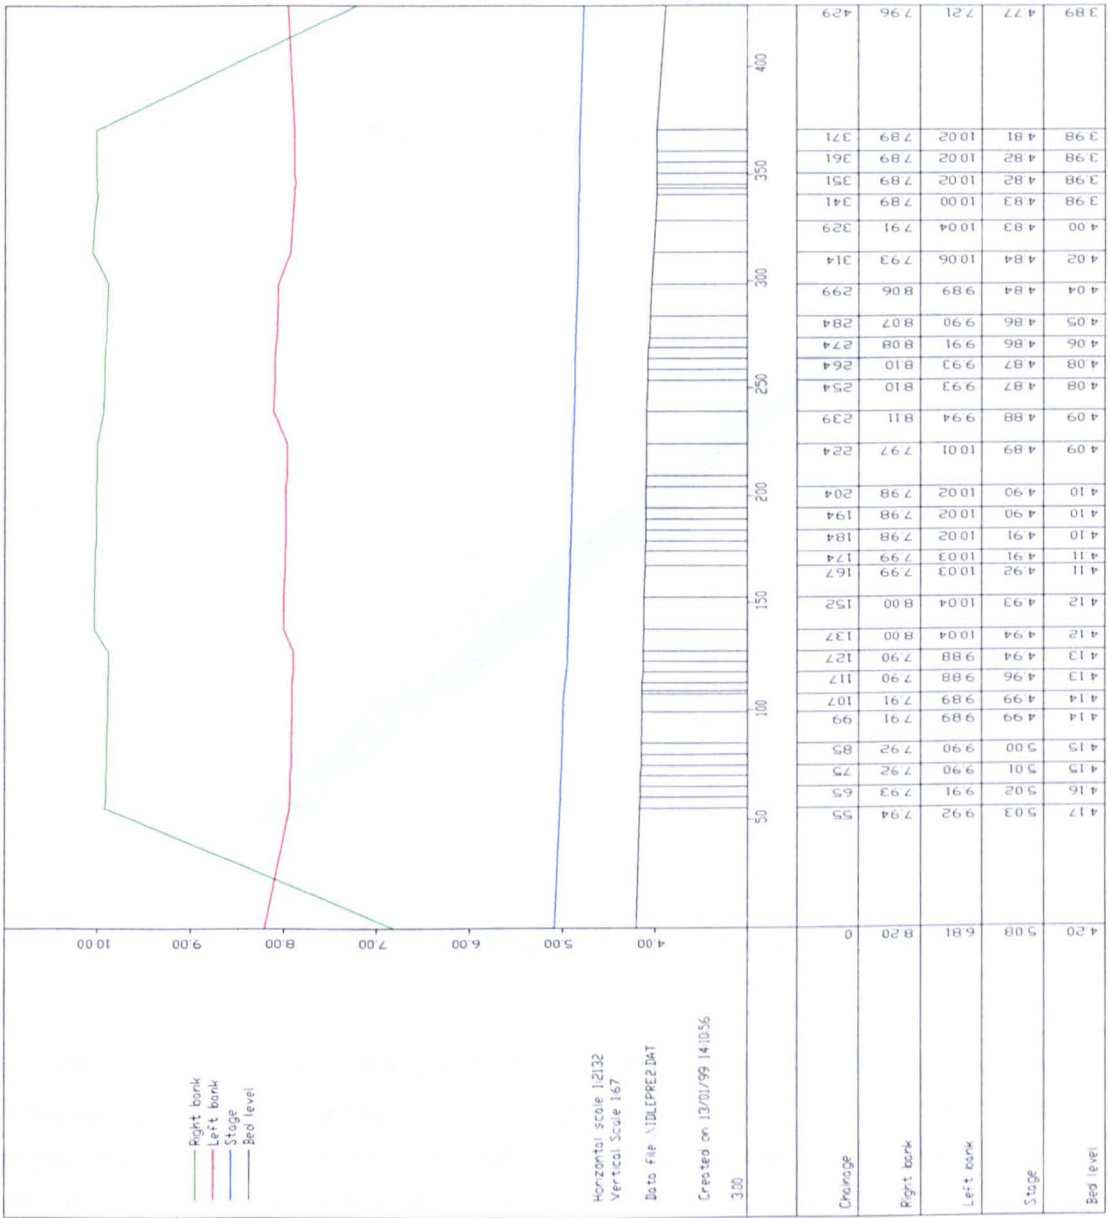 Right bank
Left bank
Stage
Bed level
10.00
9.00
8.00
7.00
6.00
5.00
4.00
Horizontal scale 1:2132
Vertical Scale 1:67
Data file .\IDLEPRE2.DAT
Created on 13/01/99 14:10:56
3.00
50 100 150 200 250 300 350 400
Chainage 0 55 65 75 85 99 107 117 127 137 152 167 174 184 194 204 224 239 254 264 274 284 299 314 329 341 351 361 371 429
Right bank 8.20 7.94 7.93 7.92 7.92 7.91 7.91 7.90 7.90 8.00 8.00 7.99 7.99 7.98 7.98 7.98 7.97 8.11 8.10 8.10 8.08 8.07 8.06 7.93 7.91 7.89 7.89 7.89 7.89 7.96
Left bank 6.81 9.92 9.91 9.90 9.90 9.89 9.89 9.88 9.88 10.04 10.04 10.03 10.03 10.02 10.02 10.02 10.01 9.94 9.93 9.93 9.91 9.90 9.89 10.06 10.04 10.00 10.02 10.02 10.02 7.21
Stage 5.08 5.03 5.02 5.01 5.00 4.99 4.99 4.96 4.94 4.94 4.93 4.92 4.91 4.91 4.90 4.90 4.89 4.88 4.87 4.87 4.86 4.86 4.84 4.84 4.83 4.83 4.82 4.82 4.81 4.77
Bed level 4.20 4.17 4.16 4.15 4.15 4.14 4.14 4.13 4.13 4.12 4.12 4.11 4.11 4.10 4.10 4.10 4.09 4.09 4.08 4.08 4.06 4.05 4.04 4.02 4.00 3.98 3.98 3.98 3.98 3.89